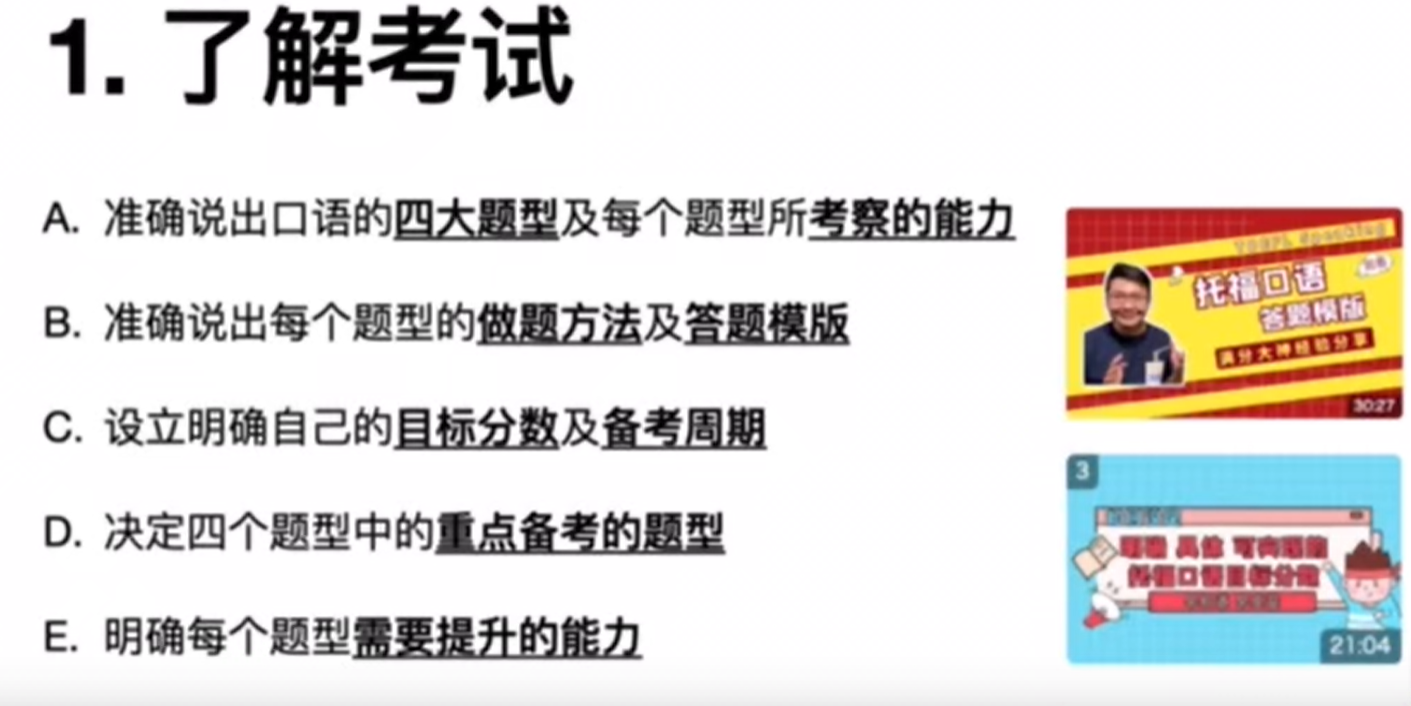 1. 了解考试
A. 准确说出口语的四大题型及每个题型所考察的能力
B. 准确说出每个题型的做题方法及答题模版
C. 设立明确自己的目标分数及备考周期
D. 决定四个题型中的重点备考的题型
E. 明确每个题型需要提升的能力
TOEFL Speaking
托福口语
答题模版
满分大神经验分享
30:27
3
明确 具体 可实现的
托福口语目标分数
21:04